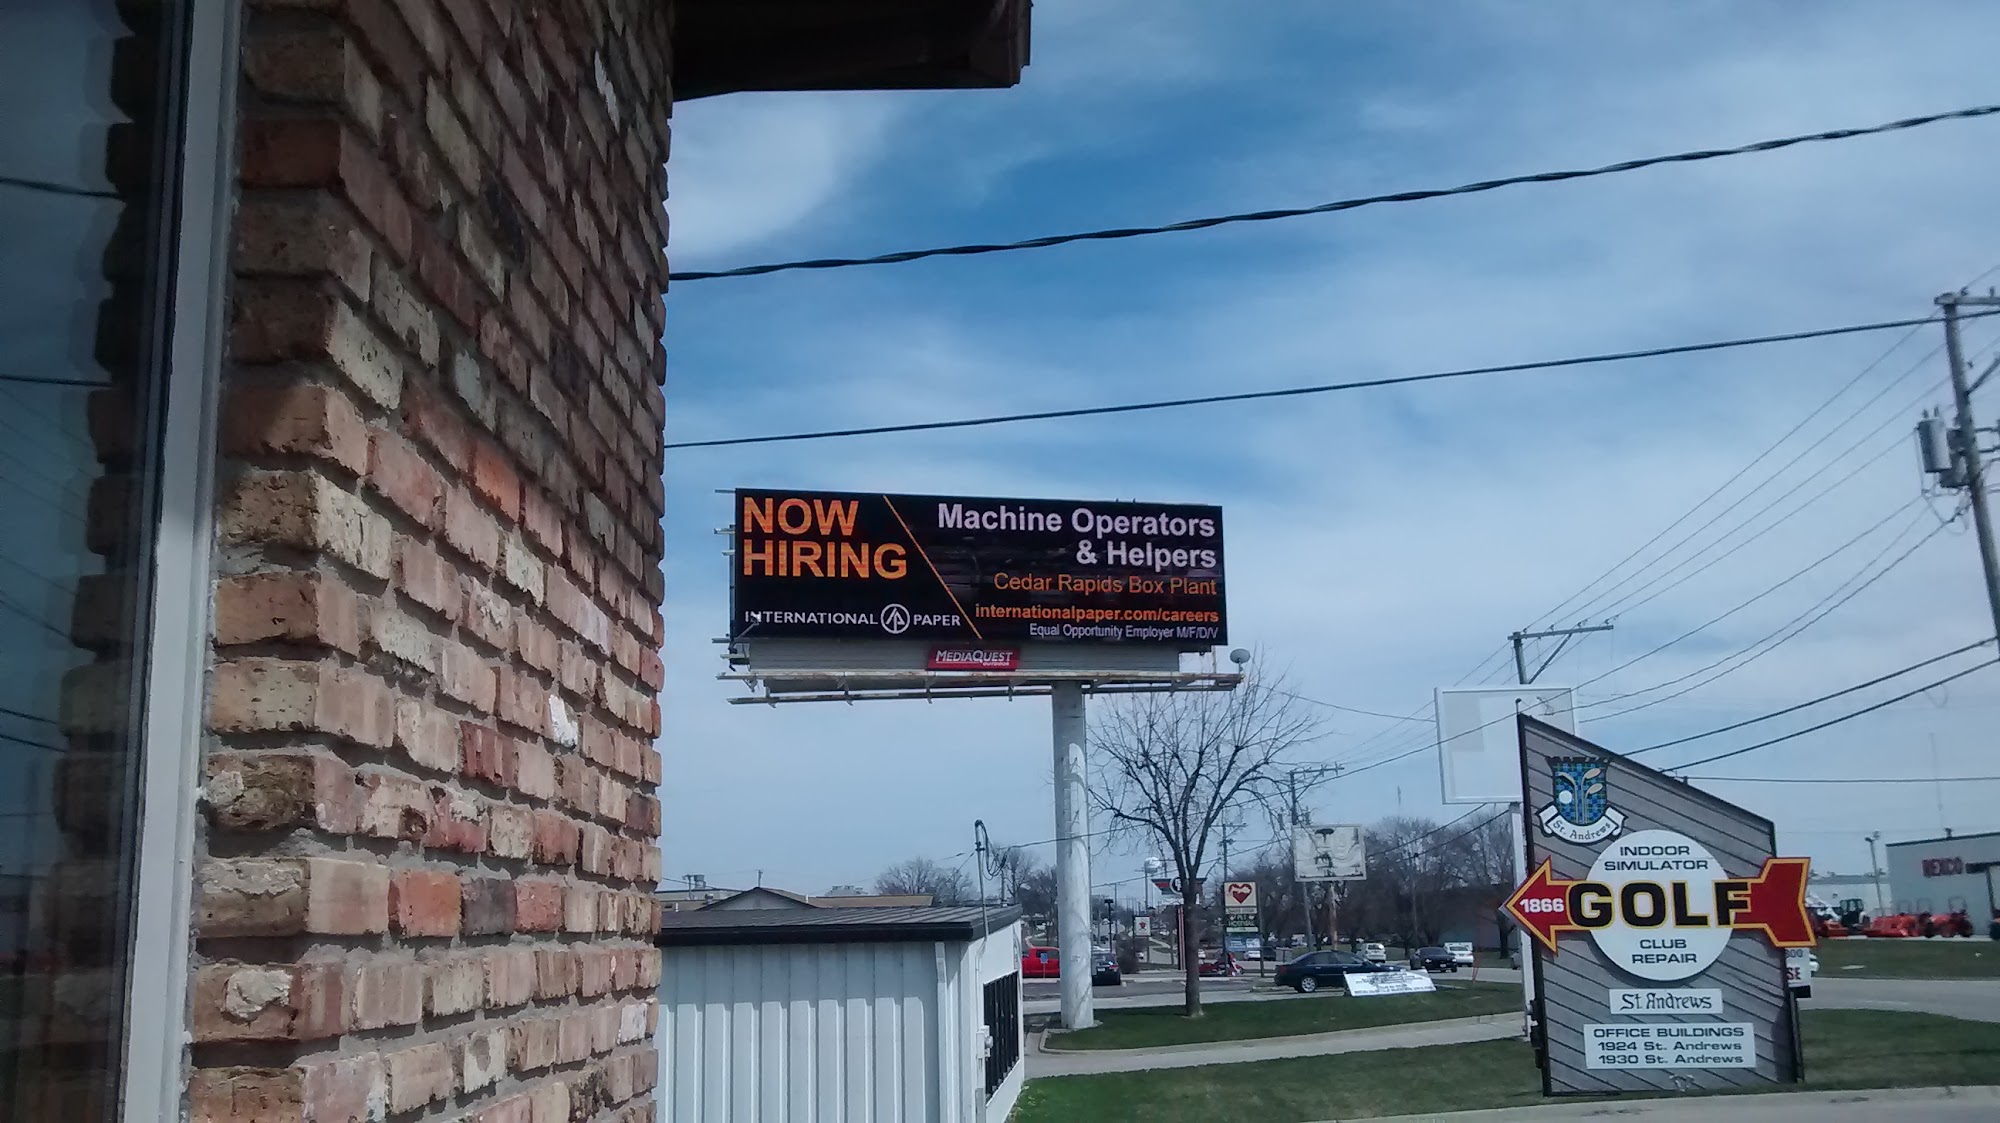 NOW
HIRING
INTERNATIONAL PAPER
Machine Operators
& Helpers
Cedar Rapids Box Plant
internationalpaper.com/careers
Equal Opportunity Employer M/F/D/V
MEDIAQUEST
OUTDOOR
St. Andrews
INDOOR
SIMULATOR
1866 GOLF
CLUB
REPAIR
St. Andrews
OFFICE BUILDINGS
1924 St. Andrews
1930 St. Andrews